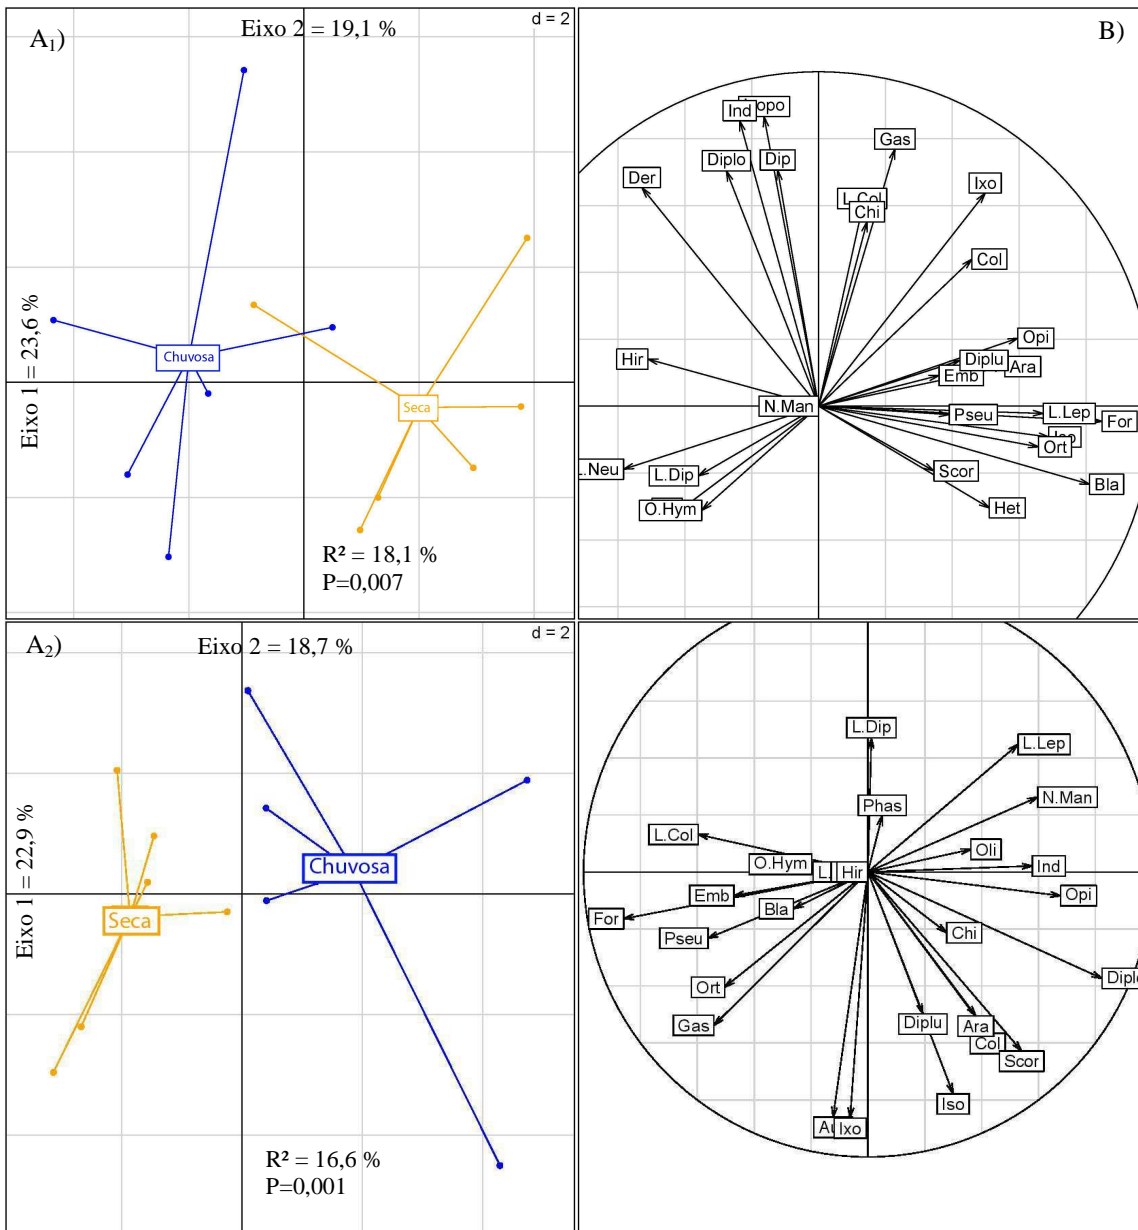 A₁)
Eixo 2 = 19,1 %
d = 2
Eixo 1 = 23,6 %
Chuvosa
Seca
R² = 18,1 %
P=0,007
B)
Ind
Gas
Diplo
Dip
Der
Ixo
L.Col
Chi
Col
Opi
Hir
Diplu
Ara
Emb
N.Man
Pseu
L.Lep
For
Ort
L.Dip
Scor
Bla
O.Hym
Het
A₂)
Eixo 2 = 18,7 %
d = 2
Eixo 1 = 22,9 %
Chuvosa
Seca
R² = 16,6 %
P=0,001
L.Dip
L.Lep
N.Man
Phas
L.Col
Oli
O.Hym
Ind
Hir
Emb
Opi
Bla
For
Chi
Pseu
Ort
Gas
Diplu
Ara
Col
Scor
Iso
Ixo